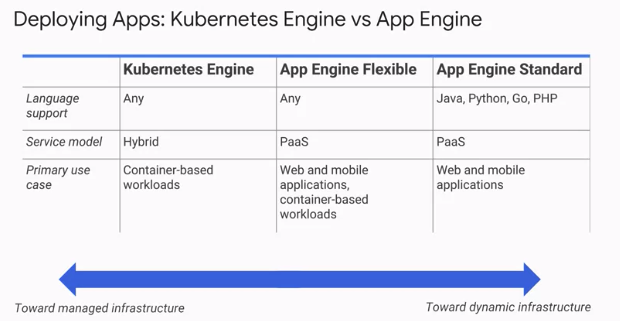 Deploying Apps: Kubernetes Engine vs App Engine
Kubernetes Engine App Engine Flexible App Engine Standard
Language support Any Any Java, Python, Go, PHP
Service model Hybrid PaaS PaaS
Primary use case Container-based workloads Web and mobile applications, container-based workloads Web and mobile applications
Toward managed infrastructure Toward dynamic infrastructure